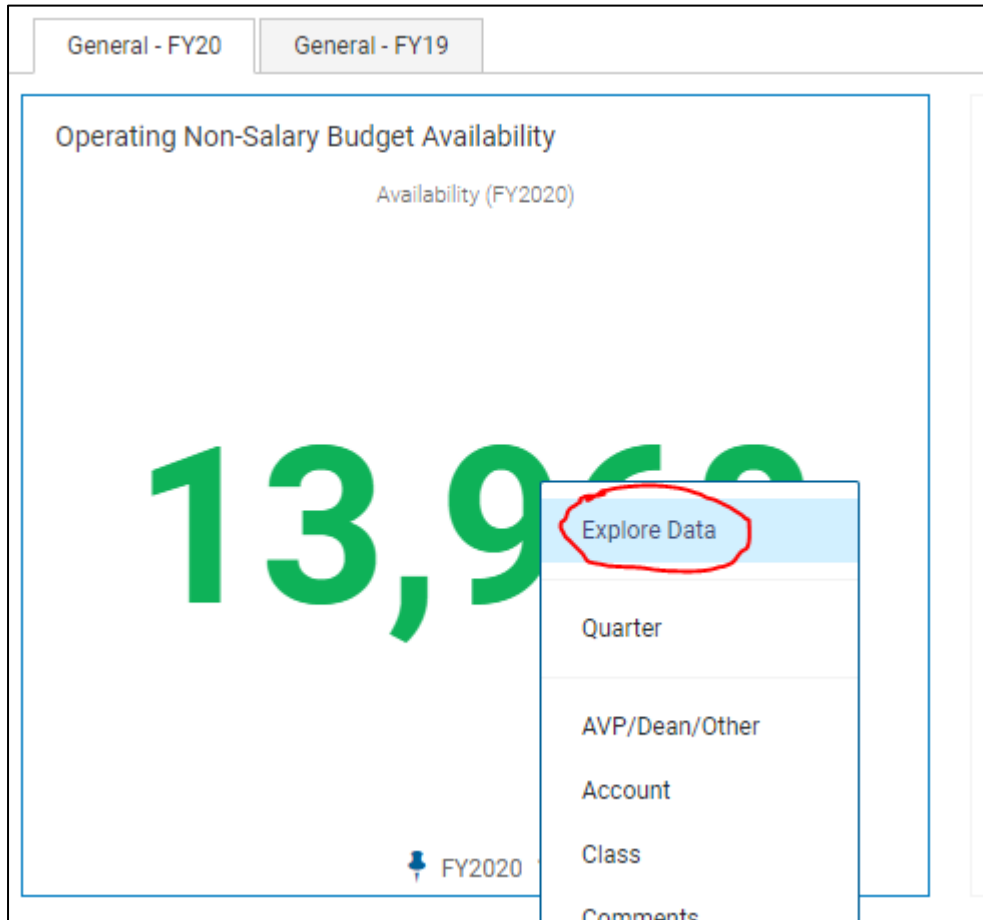 General - FY20
General - FY19
Operating Non-Salary Budget Availability
Availability (FY2020)
Explore Data
Quarter
AVP/Dean/Other
Account
Class
FY2020
Comments